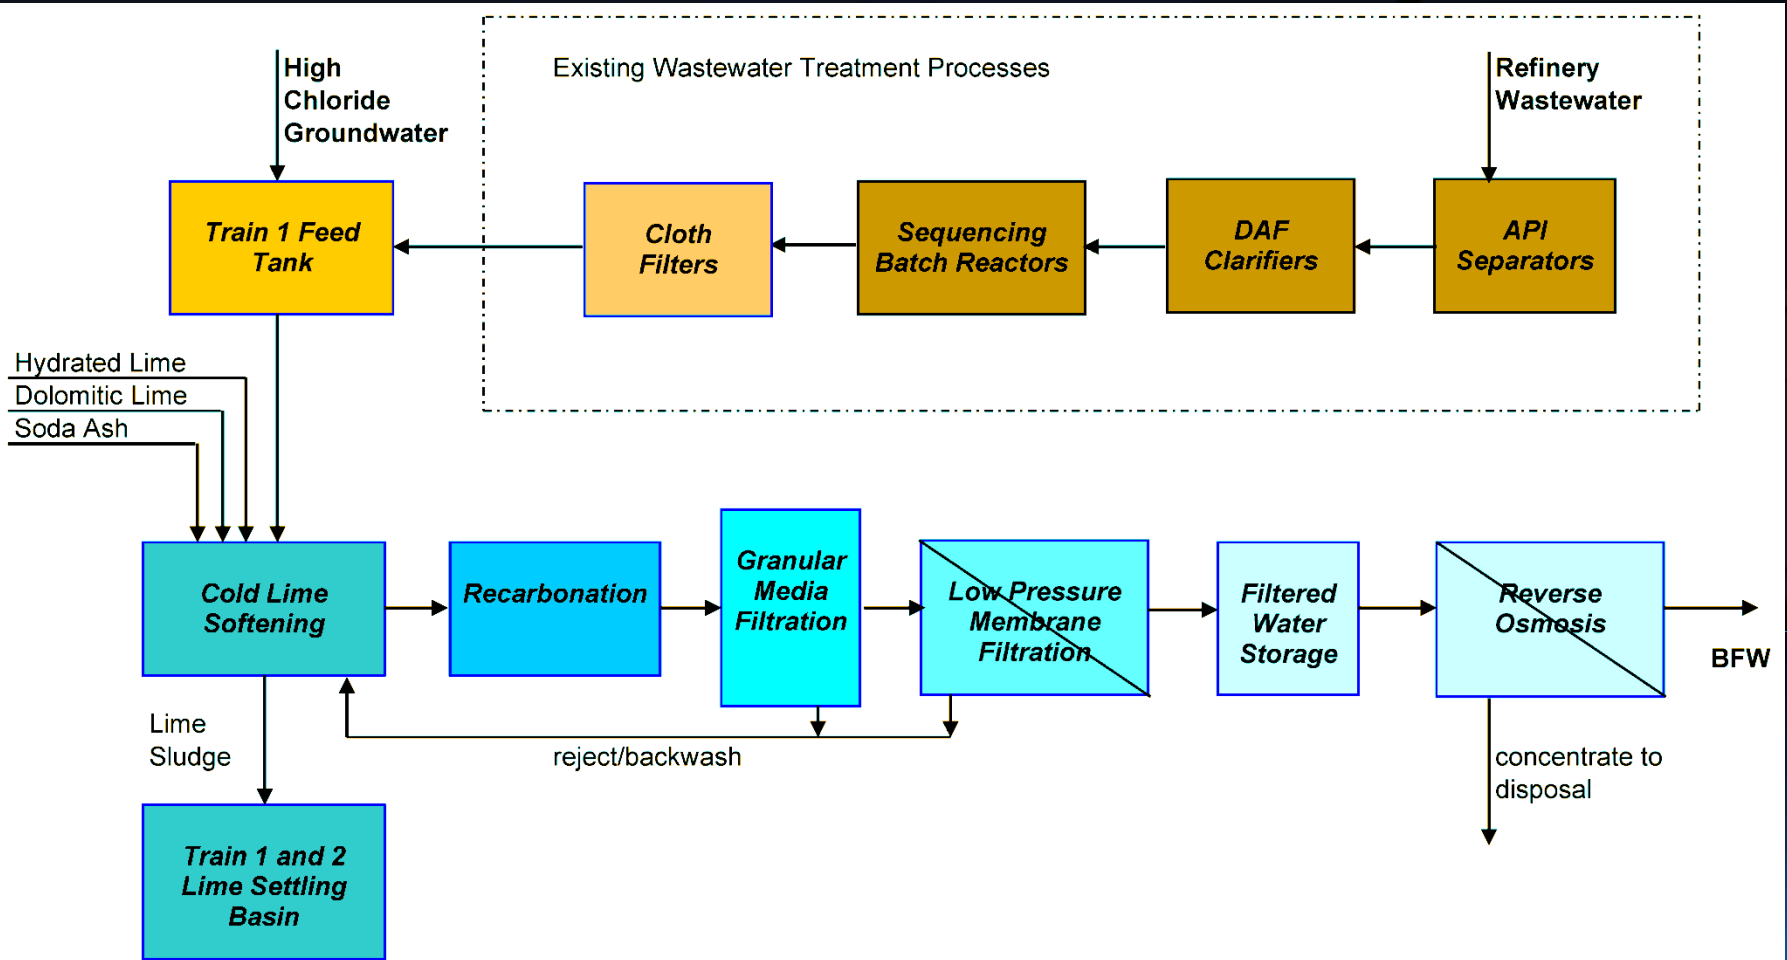 High
Chloride
Groundwater
Existing Wastewater Treatment Processes
Refinery
Wastewater
Train 1 Feed
Tank
Cloth
Filters
Sequencing
Batch Reactors
DAF
Clarifiers
API
Separators
Hydrated Lime
Dolomitic Lime
Soda Ash
Cold Lime
Softening
Recarbonation
Granular
Media
Filtration
Low Pressure
Membrane
Filtration
Filtered
Water
Storage
Reverse
Osmosis
BFW
Lime
Sludge
reject/backwash
concentrate to
disposal
Train 1 and 2
Lime Settling
Basin